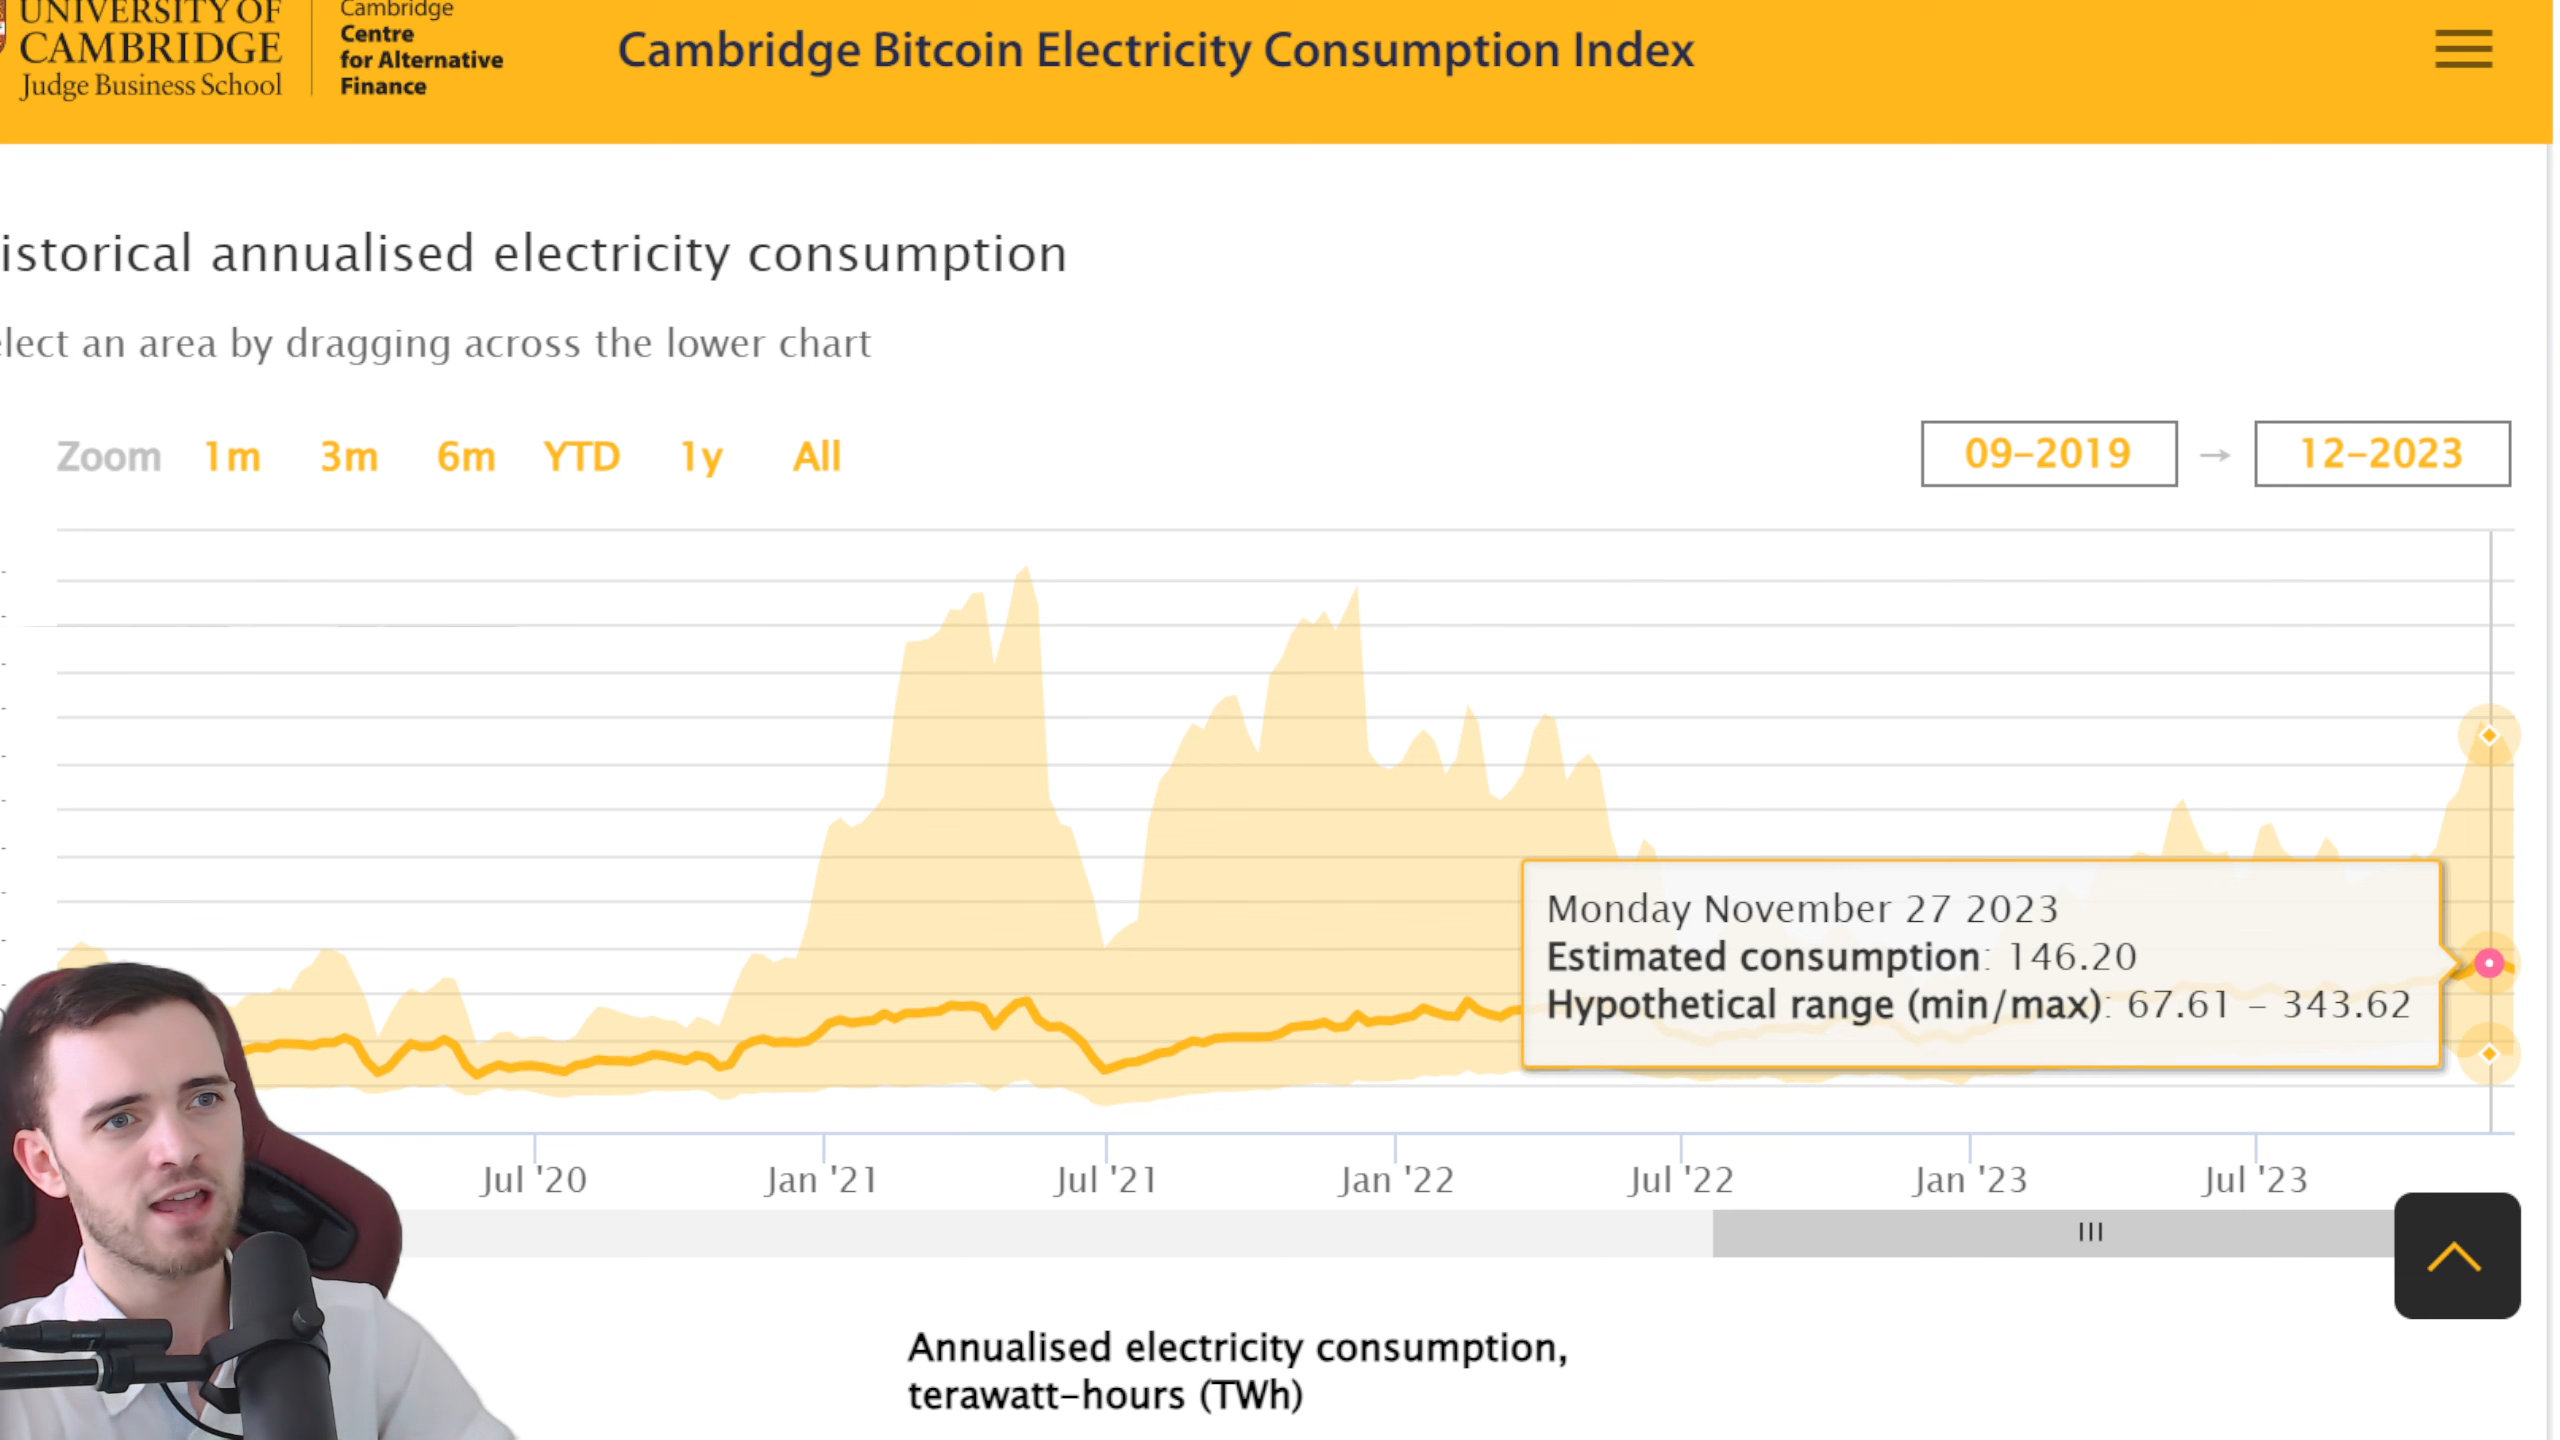 UNIVERSITY OF
CAMBRIDGE
Judge Business School
Cambridge
Centre
for Alternative
Finance
Cambridge Bitcoin Electricity Consumption Index
istorical annualised electricity consumption
elect an area by dragging across the lower chart
Zoom 1m 3m 6m YTD 1y All
09-2019 → 12-2023
Monday November 27 2023
Estimated consumption: 146.20
Hypothetical range (min/max): 67.61 - 343.62
Jul '20 Jan '21 Jul '21 Jan '22 Jul '22 Jan '23 Jul '23
Annualised electricity consumption,
terawatt-hours (TWh)